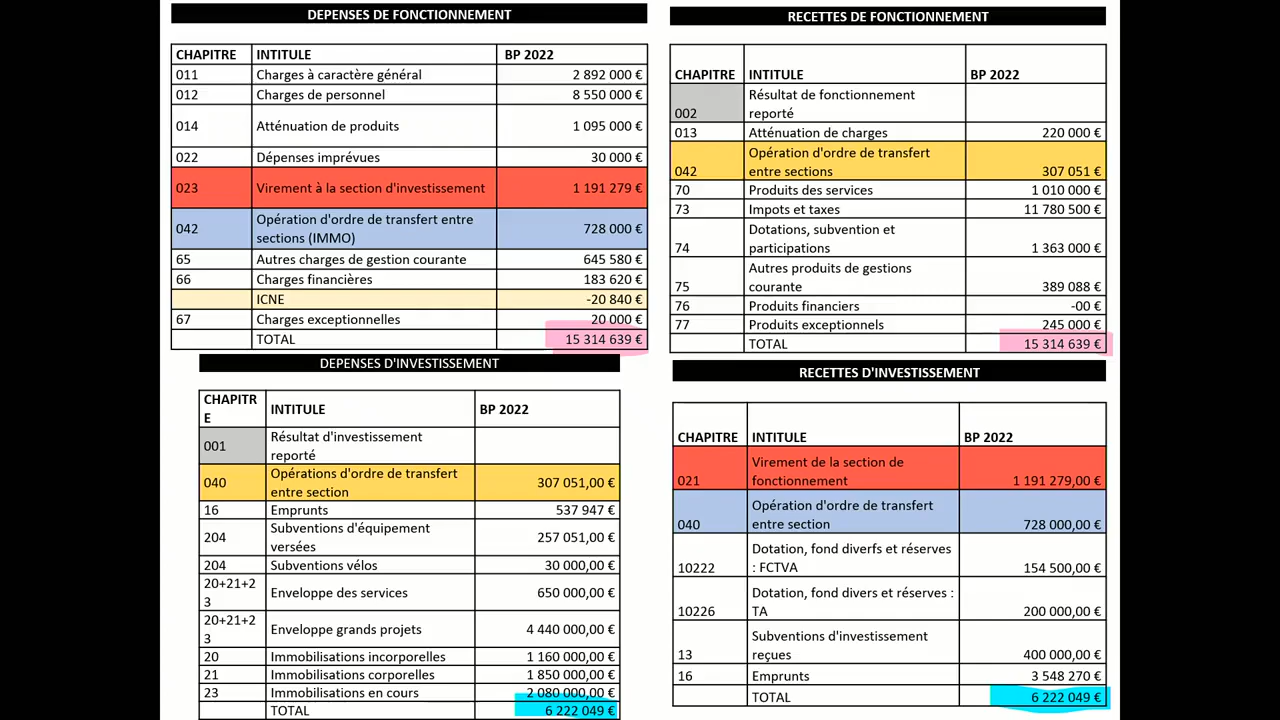 DEPENSES DE FONCTIONNEMENT
CHAPITRE INTITULE BP 2022
011 Charges à caractère général 2 892 000 €
012 Charges de personnel 8 550 000 €
014 Atténuation de produits 1 095 000 €
022 Dépenses imprévues 30 000 €
023 Virement à la section d'investissement 1 191 279 €
042 Opération d'ordre de transfert entre
sections (IMMO) 728 000 €
65 Autres charges de gestion courante 645 580 €
66 Charges financières 183 620 €
ICNE -20 840 €
67 Charges exceptionnelles 20 000 €
TOTAL 15 314 639 €
RECETTES DE FONCTIONNEMENT
CHAPITRE INTITULE BP 2022
Résultat de fonctionnement
002 reporté
013 Atténuation de charges 220 000 €
Opération d'ordre de transfert
042 entre sections 307 051 €
70 Produits des services 1 010 000 €
73 Impots et taxes 11 780 500 €
Dotations, subvention et
74 participations 1 363 000 €
Autres produits de gestions
75 courante 389 088 €
76 Produits financiers -00 €
77 Produits exceptionnels 245 000 €
TOTAL 15 314 639 €
DEPENSES D'INVESTISSEMENT
CHAPITR
E INTITULE BP 2022
001 Résultat d'investissement
reporté
040 Opérations d'ordre de transfert
entre section 307 051,00 €
16 Emprunts 537 947 €
204 Subventions d'équipement
versées 257 051,00 €
204 Subventions vélos 30 000,00 €
20+21+2
3 Enveloppe des services 650 000,00 €
20+21+2
3 Enveloppe grands projets 4 440 000,00 €
20 Immobilisations incorporelles 1 160 000,00 €
21 Immobilisations corporelles 1 850 000,00 €
23 Immobilisations en cours 2 080 000,00 €
TOTAL 6 222 049 €
RECETTES D'INVESTISSEMENT
CHAPITRE INTITULE BP 2022
Virement de la section de
021 fonctionnement 1 191 279,00 €
Opération d'ordre de transfert
040 entre section 728 000,00 €
Dotation, fond diverfs et réserves
10222 : FCTVA 154 500,00 €
Dotation, fond divers et réserves :
10226 TA 200 000,00 €
Subventions d'investissement
13 reçues 400 000,00 €
16 Emprunts 3 548 270 €
TOTAL 6 222 049 €